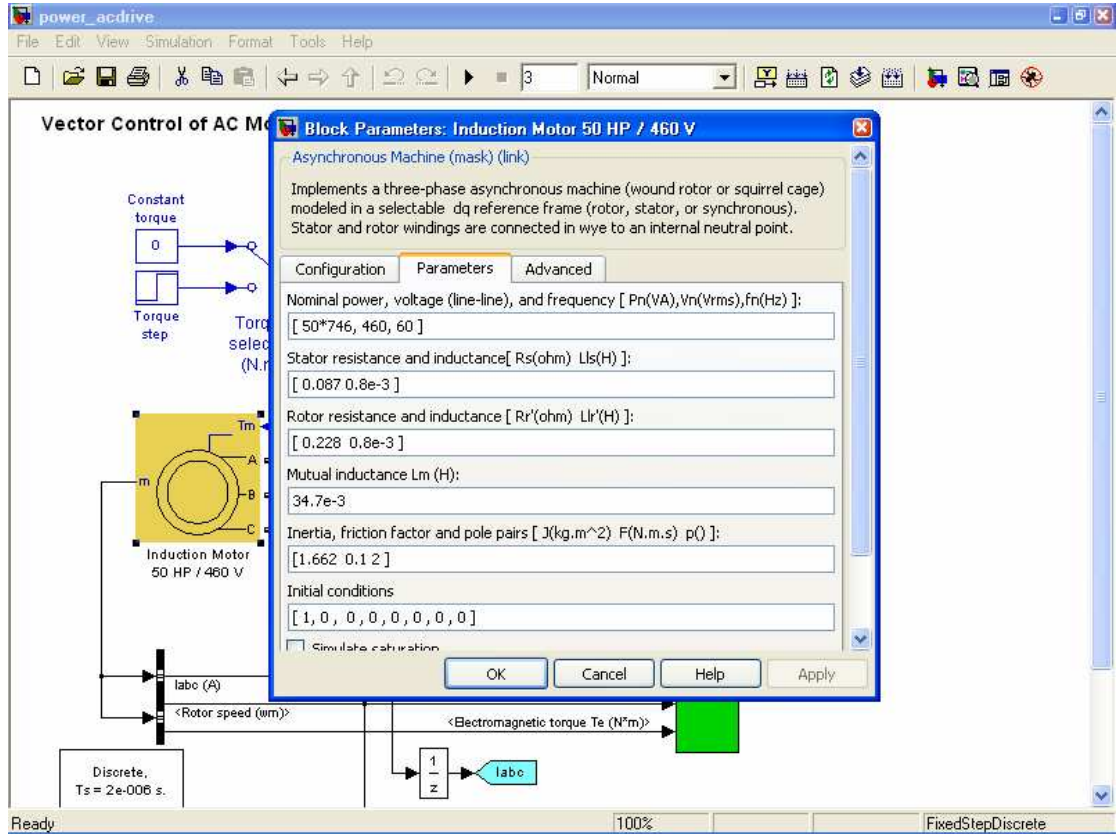 power_acdrive
File Edit View Simulation Format Tools Help
3 Normal
Vector Control of AC Mo
Block Parameters: Induction Motor 50 HP / 460 V
Asynchronous Machine (mask) (link)
Implements a three-phase asynchronous machine (wound rotor or squirrel cage)
modeled in a selectable dq reference frame (rotor, stator, or synchronous).
Stator and rotor windings are connected in wye to an internal neutral point.
Configuration Parameters Advanced
Nominal power, voltage (line-line), and frequency [ Pn(VA),Vn(Vrms),fn(Hz) ]:
[ 50*746, 460, 60 ]
Stator resistance and inductance[ Rs(ohm) Lls(H) ]:
[ 0.087 0.8e-3 ]
Rotor resistance and inductance [ Rr'(ohm) Llr'(H) ]:
[ 0.228 0.8e-3 ]
Mutual inductance Lm (H):
34.7e-3
Inertia, friction factor and pole pairs [ J(kg.m^2) F(N.m.s) p() ]:
[1.662 0.1 2 ]
Initial conditions
[ 1, 0 , 0 , 0 , 0 , 0 , 0 , 0 ]
Simulate saturation
OK Cancel Help Apply
Constant
torque
0
Torque
step
Torq
selec
(N.m
Tm
A
m
B
C
Induction Motor
50 HP / 460 V
Iabc (A)
<Rotor speed (wm)>
<Electromagnetic torque Te (N*m)>
Discrete,
Ts = 2e-006 s.
1
z
Iabc
Ready 100% FixedStepDiscrete